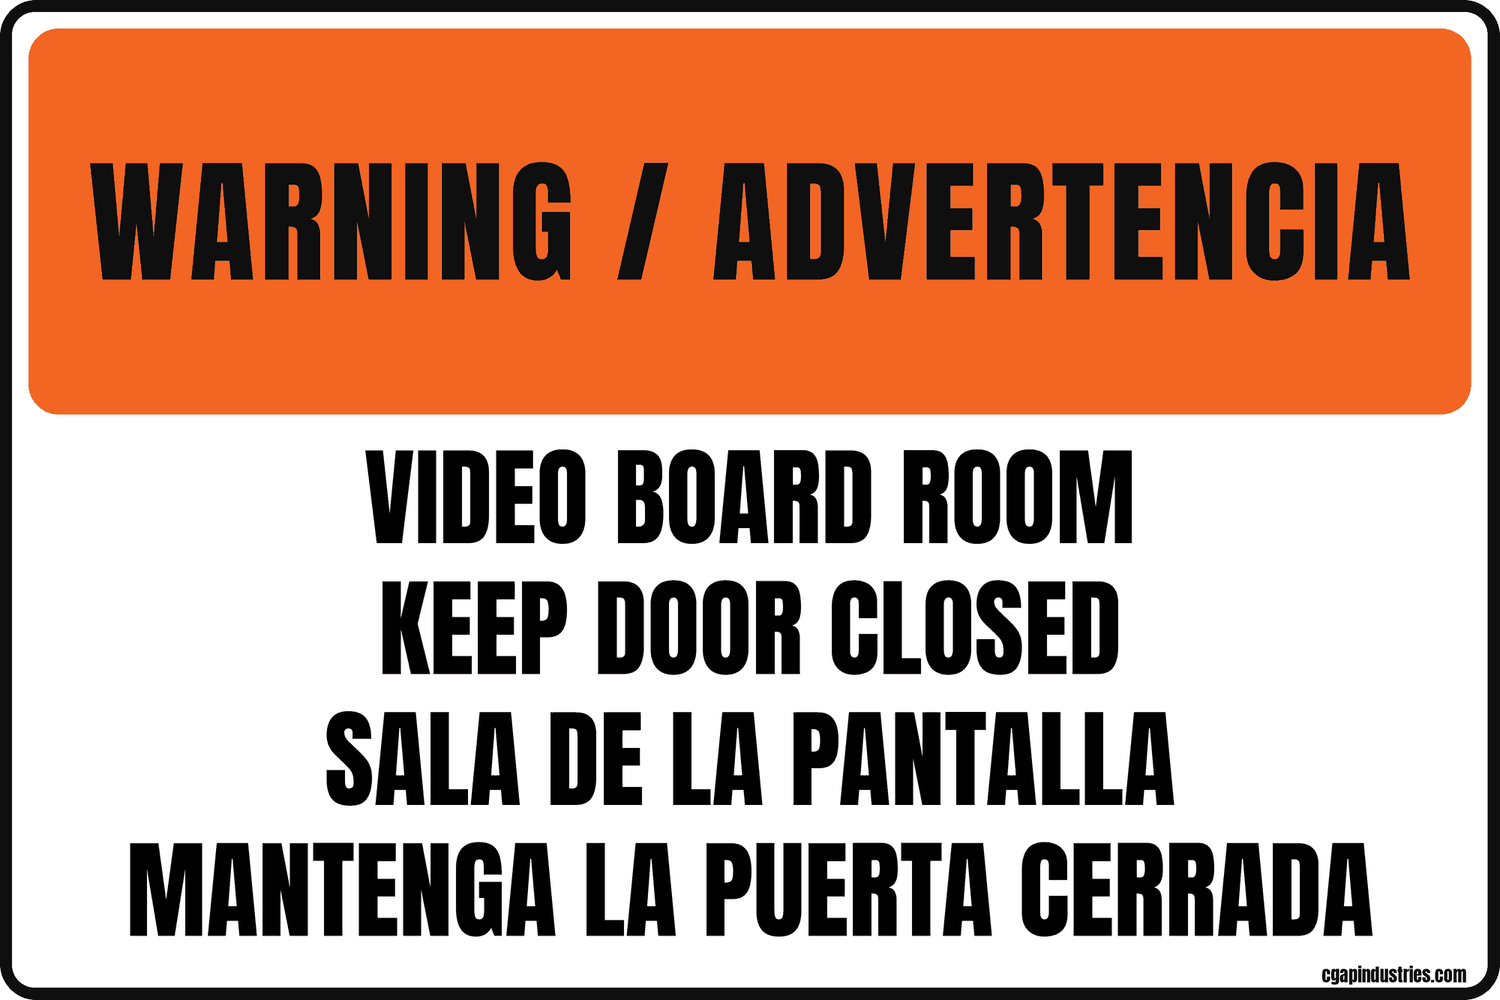 WARNING / ADVERTENCIA
VIDEO BOARD ROOM
KEEP DOOR CLOSED
SALA DE LA PANTALLA
MANTENGA LA PUERTA CERRADA
cgapindustries.com